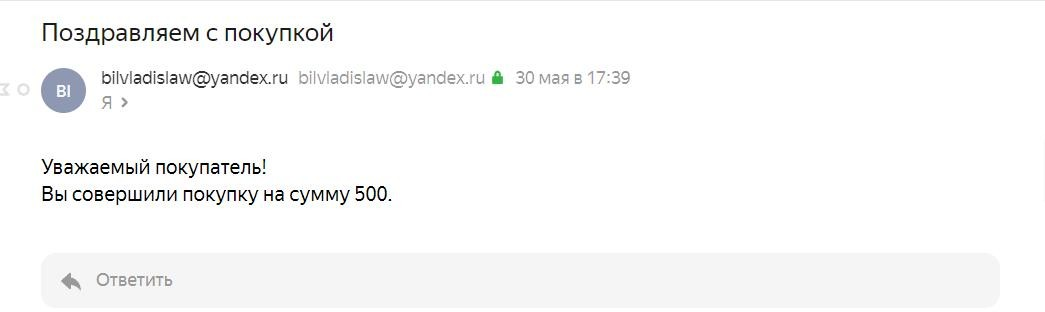 Поздравляем с покупкой
bilvladislaw@yandex.ru bilvladislaw@yandex.ru 30 мая в 17:39
BI
Я >
Уважаемый покупатель!
Вы совершили покупку на сумму 500.
Ответить